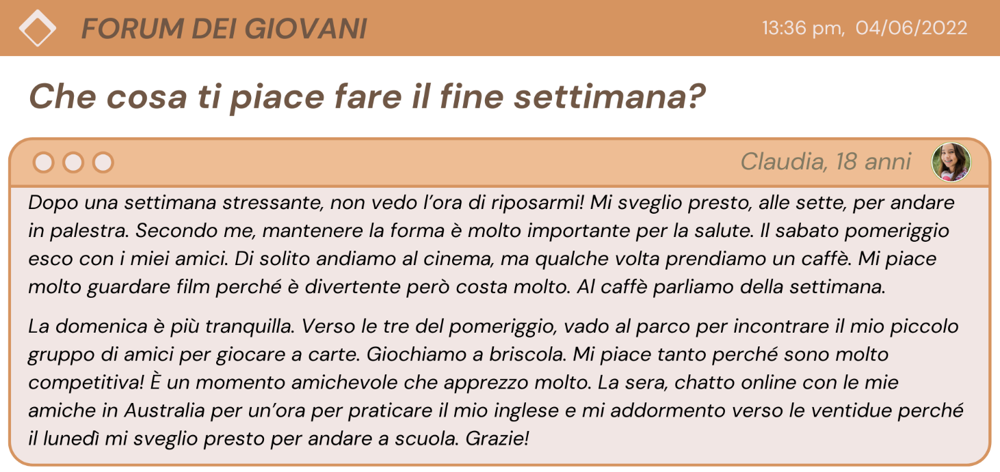 FORUM DEI GIOVANI
13:36 pm, 04/06/2022
Che cosa ti piace fare il fine settimana?
Claudia, 18 anni
Dopo una settimana stressante, non vedo l’ora di riposarmi! Mi sveglio presto, alle sette, per andare
in palestra. Secondo me, mantenere la forma è molto importante per la salute. Il sabato pomeriggio
esco con i miei amici. Di solito andiamo al cinema, ma qualche volta prendiamo un caffè. Mi piace
molto guardare film perché è divertente però costa molto. Al caffè parliamo della settimana.
La domenica è più tranquilla. Verso le tre del pomeriggio, vado al parco per incontrare il mio piccolo
gruppo di amici per giocare a carte. Giochiamo a briscola. Mi piace tanto perché sono molto
competitiva! È un momento amichevole che apprezzo molto. La sera, chatto online con le mie
amiche in Australia per un’ora per praticare il mio inglese e mi addormento verso le ventidue perché
il lunedì mi sveglio presto per andare a scuola. Grazie!